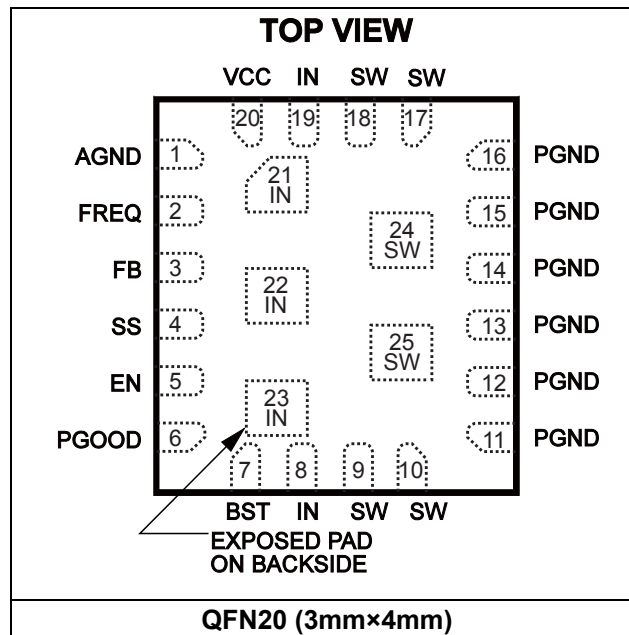 TOP VIEW
VCC IN SW SW
20 19 18 17
AGND 1 16 PGND
21
IN
FREQ 2 15 PGND
24
SW
FB 3 14 PGND
22
IN
SS 4 13 PGND
25
SW
EN 5 12 PGND
23
IN
PGOOD 6 11 PGND
7 8 9 10
BST IN SW SW
EXPOSED PAD
ON BACKSIDE
QFN20 (3mm×4mm)